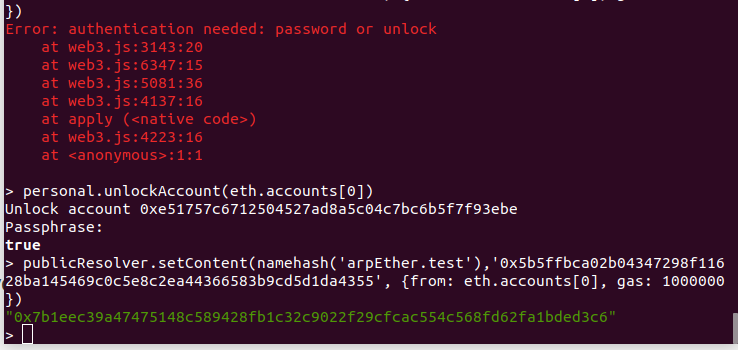 })
Error: authentication needed: password or unlock
at web3.js:3143:20
at web3.js:6347:15
at web3.js:5081:36
at web3.js:4137:16
at apply (<native code>)
at web3.js:4223:16
at <anonymous>:1:1
> personal.unlockAccount(eth.accounts[0])
Unlock account 0xe51757c6712504527ad8a5c04c7bc6b5f7f93ebe
Passphrase:
true
> publicResolver.setContent(namehash('arpEther.test'),'0x5b5ffbca02b04347298f116
28ba145469c0c5e8c2ea44366583b9cd5d1da4355', {from: eth.accounts[0], gas: 1000000
})
"0x7b1eec39a47475148c589428fb1c32c9022f29cfcac554c568fd62fa1bded3c6"
>